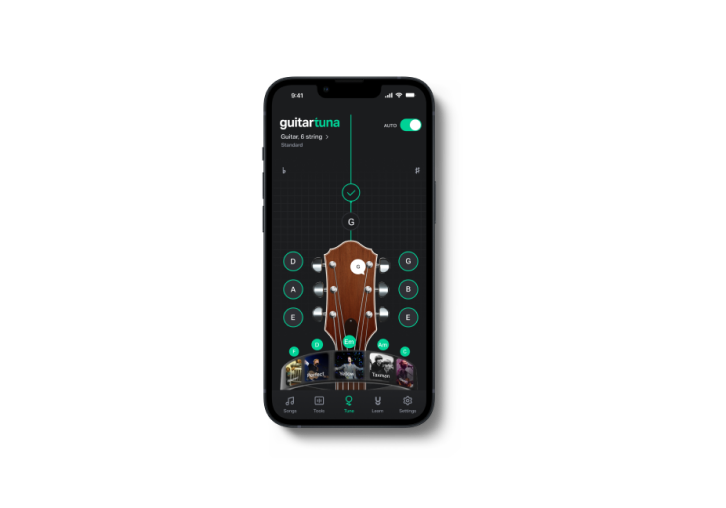 9:41
guitartuna
AUTO
Guitar, 6 string >
Standard
♭
G
D
G
A
B
E
E
F
D
Em
Am
C
Perfect
Yellow
Taxman
Songs
Tools
Tune
Learn
Settings